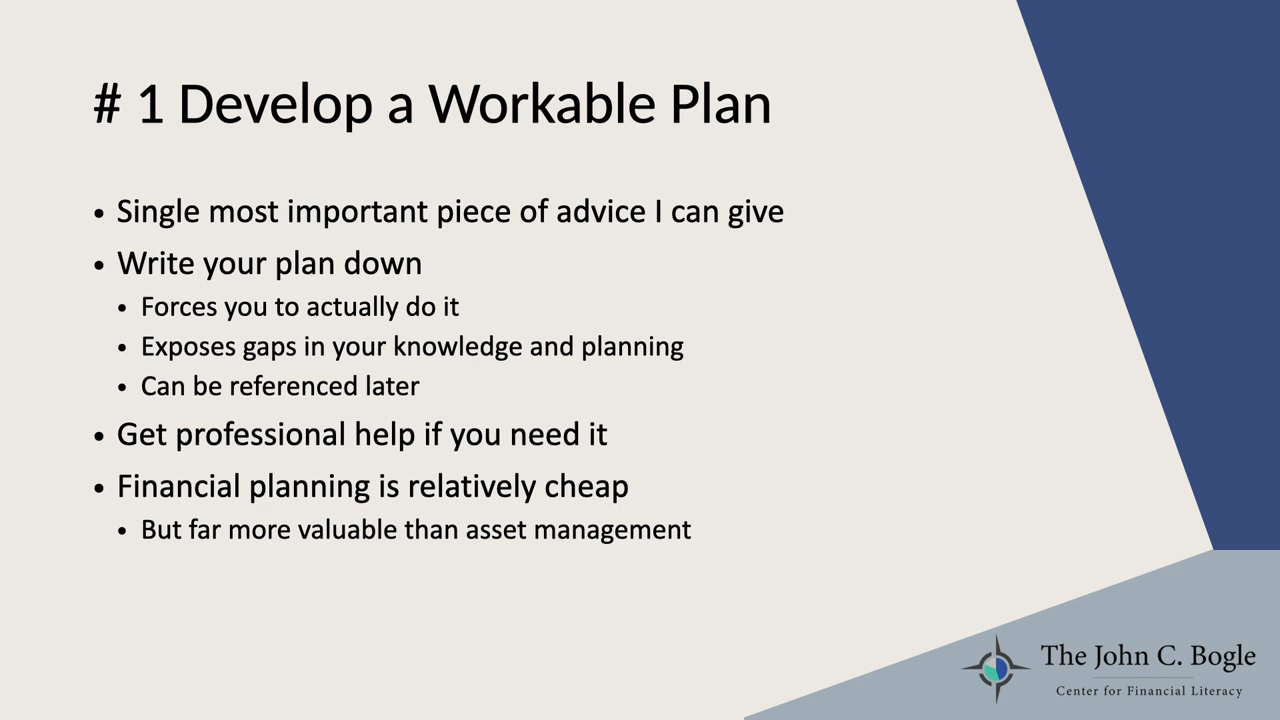 # 1 Develop a Workable Plan
• Single most important piece of advice I can give
• Write your plan down
• Forces you to actually do it
• Exposes gaps in your knowledge and planning
• Can be referenced later
• Get professional help if you need it
• Financial planning is relatively cheap
• But far more valuable than asset management
The John C. Bogle
Center for Financial Literacy